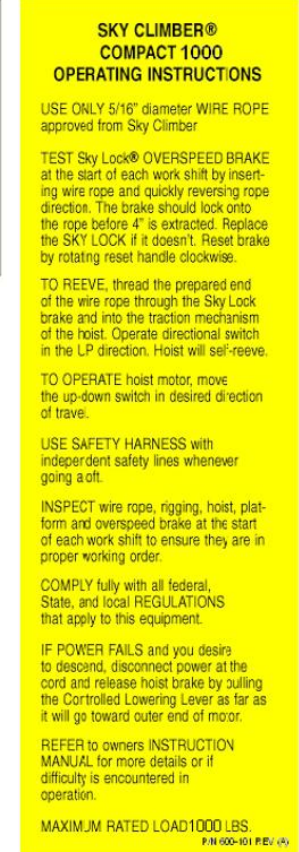 SKY CLIMBER®
COMPACT 1000
OPERATING INSTRUCTIONS
USE ONLY 5/16" diameter WIRE ROPE
approved from Sky Climber
TEST Sky Lock® OVERSPEED BRAKE
at the start of each work shift by insert-
ing wire rope and quickly reversing rope
direction. The brake should lock onto
the rope before 4" is extracted. Replace
the SKY LOCK if it doesn't. Reset brake
by rotating reset handle clockwise.
TO REEVE, thread the prepared end
of the wire rope through the Sky Lock
brake and into the traction mechanism
of the hoist. Operate directional switch
in the UP direction. Hoist will self-reeve.
TO OPERATE hoist motor, move
the up-down switch in desired direction
of travel.
USE SAFETY HARNESS with
independent safety lines whenever
going aloft.
INSPECT wire rope, rigging, hoist, plat-
form and overspeed brake at the start
of each work shift to ensure they are in
proper working order.
COMPLY fully with all federal,
State, and local REGULATIONS
that apply to this equipment.
IF POWER FAILS and you desire
to descend, disconnect power at the
cord and release hoist brake by pulling
the Controlled Lowering Lever as far as
it will go toward outer end of motor.
REFER to owners INSTRUCTION
MANUAL for more details or if
difficulty is encountered in
operation.
MAXIMUM RATED LOAD 1000 LBS.
P/N 600-101 REV (A)